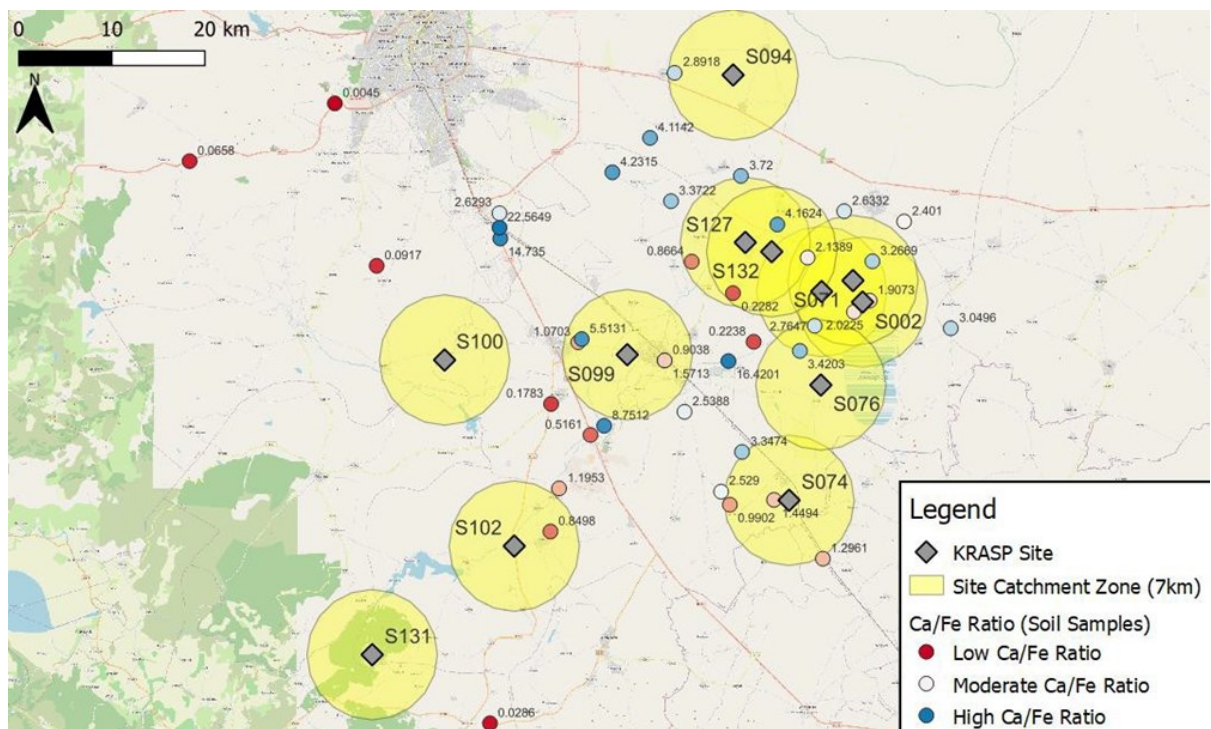 0 10 20 km
N
S094
2.8918
0.0045
4.1142
0.0658
4.2315
3.72
3.3722
2.6293
22.5649
14.735
S127
4.1624
2.6332
2.401
0.8664
2.1389
3.2669
0.0917
S132
0.2282
S071
1.9073
S002
S100
1.0703
5.5131
0.2238
2.7647
2.0225
3.0496
S099
0.9038
1.5713
16.4201
3.4203
S076
0.1783
2.5388
0.5161
8.7512
3.3474
1.1953
2.529
S074
0.9902
1.4494
S102
0.8498
1.2961
S131
0.0286
Legend
KRASP Site
Site Catchment Zone (7km)
Ca/Fe Ratio (Soil Samples)
Low Ca/Fe Ratio
Moderate Ca/Fe Ratio
High Ca/Fe Ratio